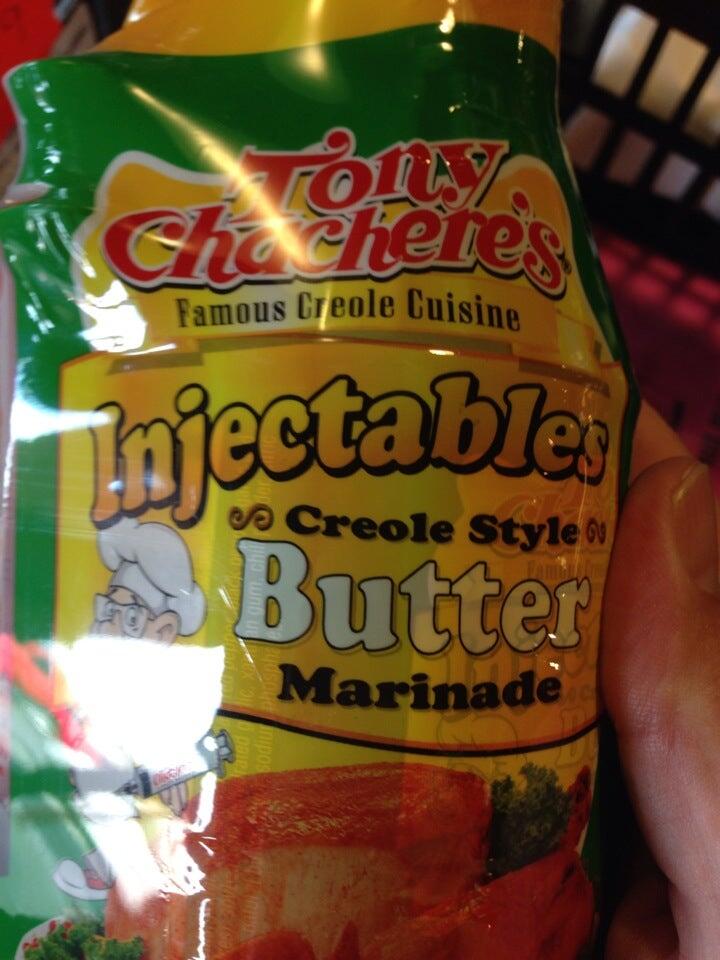 Tony
Chachere's®
Famous Creole Cuisine
Injectables
Creole Style
Butter
Marinade